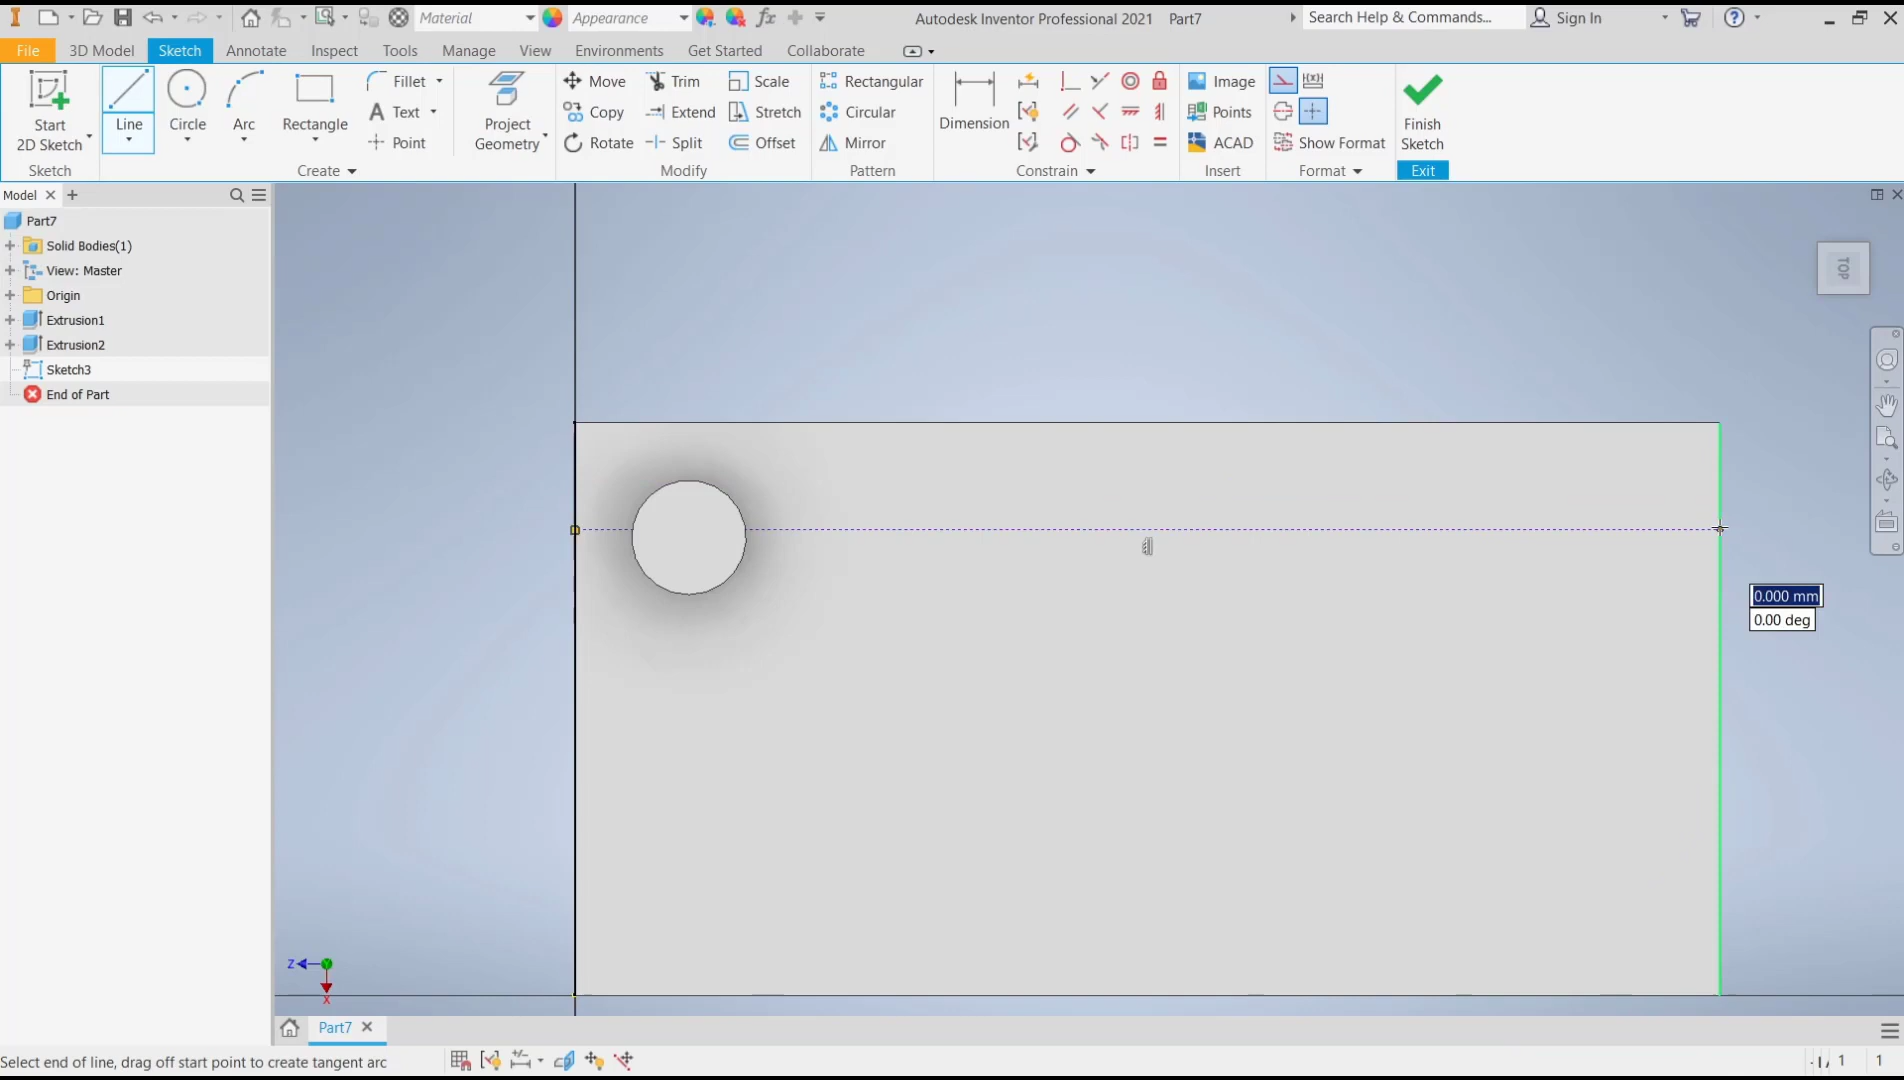 Material
Appearance
Autodesk Inventor Professional 2021 Part7
Search Help & Commands...
Sign In
File
3D Model
Sketch
Annotate
Inspect
Tools
Manage
View
Environments
Get Started
Collaborate
Start
2D Sketch
Line
Circle
Arc
Rectangle
Fillet
Text
Point
Project
Geometry
Move
Copy
Rotate
Trim
Extend
Split
Scale
Stretch
Offset
Rectangular
Circular
Mirror
Dimension
Image
Points
ACAD
Show Format
Finish
Sketch
Sketch
Create
Modify
Pattern
Constrain
Insert
Format
Exit
Model
Part7
Solid Bodies(1)
View: Master
Origin
Extrusion1
Extrusion2
Sketch3
End of Part
TOP
0.000 mm
0.00 deg
Z
X
Part7
Select end of line, drag off start point to create tangent arc
1
1